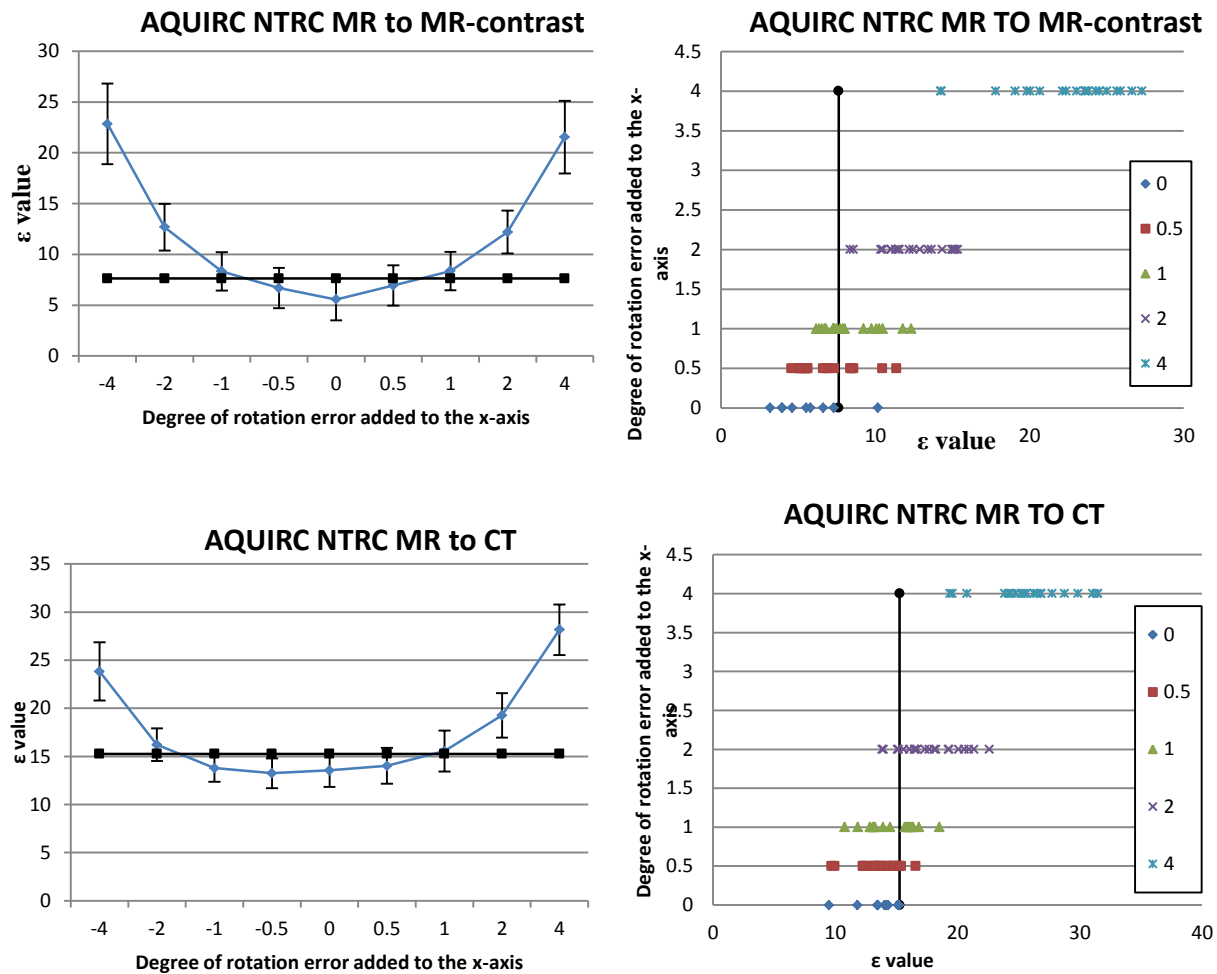 AQUIRC NTRC MR to MR-contrast
30
25
20
15
10
5
0
ε value
-4 -2 -1 -0.5 0 0.5 1 2 4
Degree of rotation error added to the x-axis
AQUIRC NTRC MR TO MR-contrast
4.5
4
3.5
3
2.5
2
1.5
1
0.5
0
Degree of rotation error added to the x-
axis
0 10 20 30
ε value
0
0.5
1
2
4
AQUIRC NTRC MR to CT
35
30
25
20
15
10
5
0
ε value
-4 -2 -1 -0.5 0 0.5 1 2 4
Degree of rotation error added to the x-axis
AQUIRC NTRC MR TO CT
4.5
4
3.5
3
2.5
2
1.5
1
0.5
0
Degree of rotation error added to the x-
axis
0 10 20 30 40
ε value
0
0.5
1
2
4